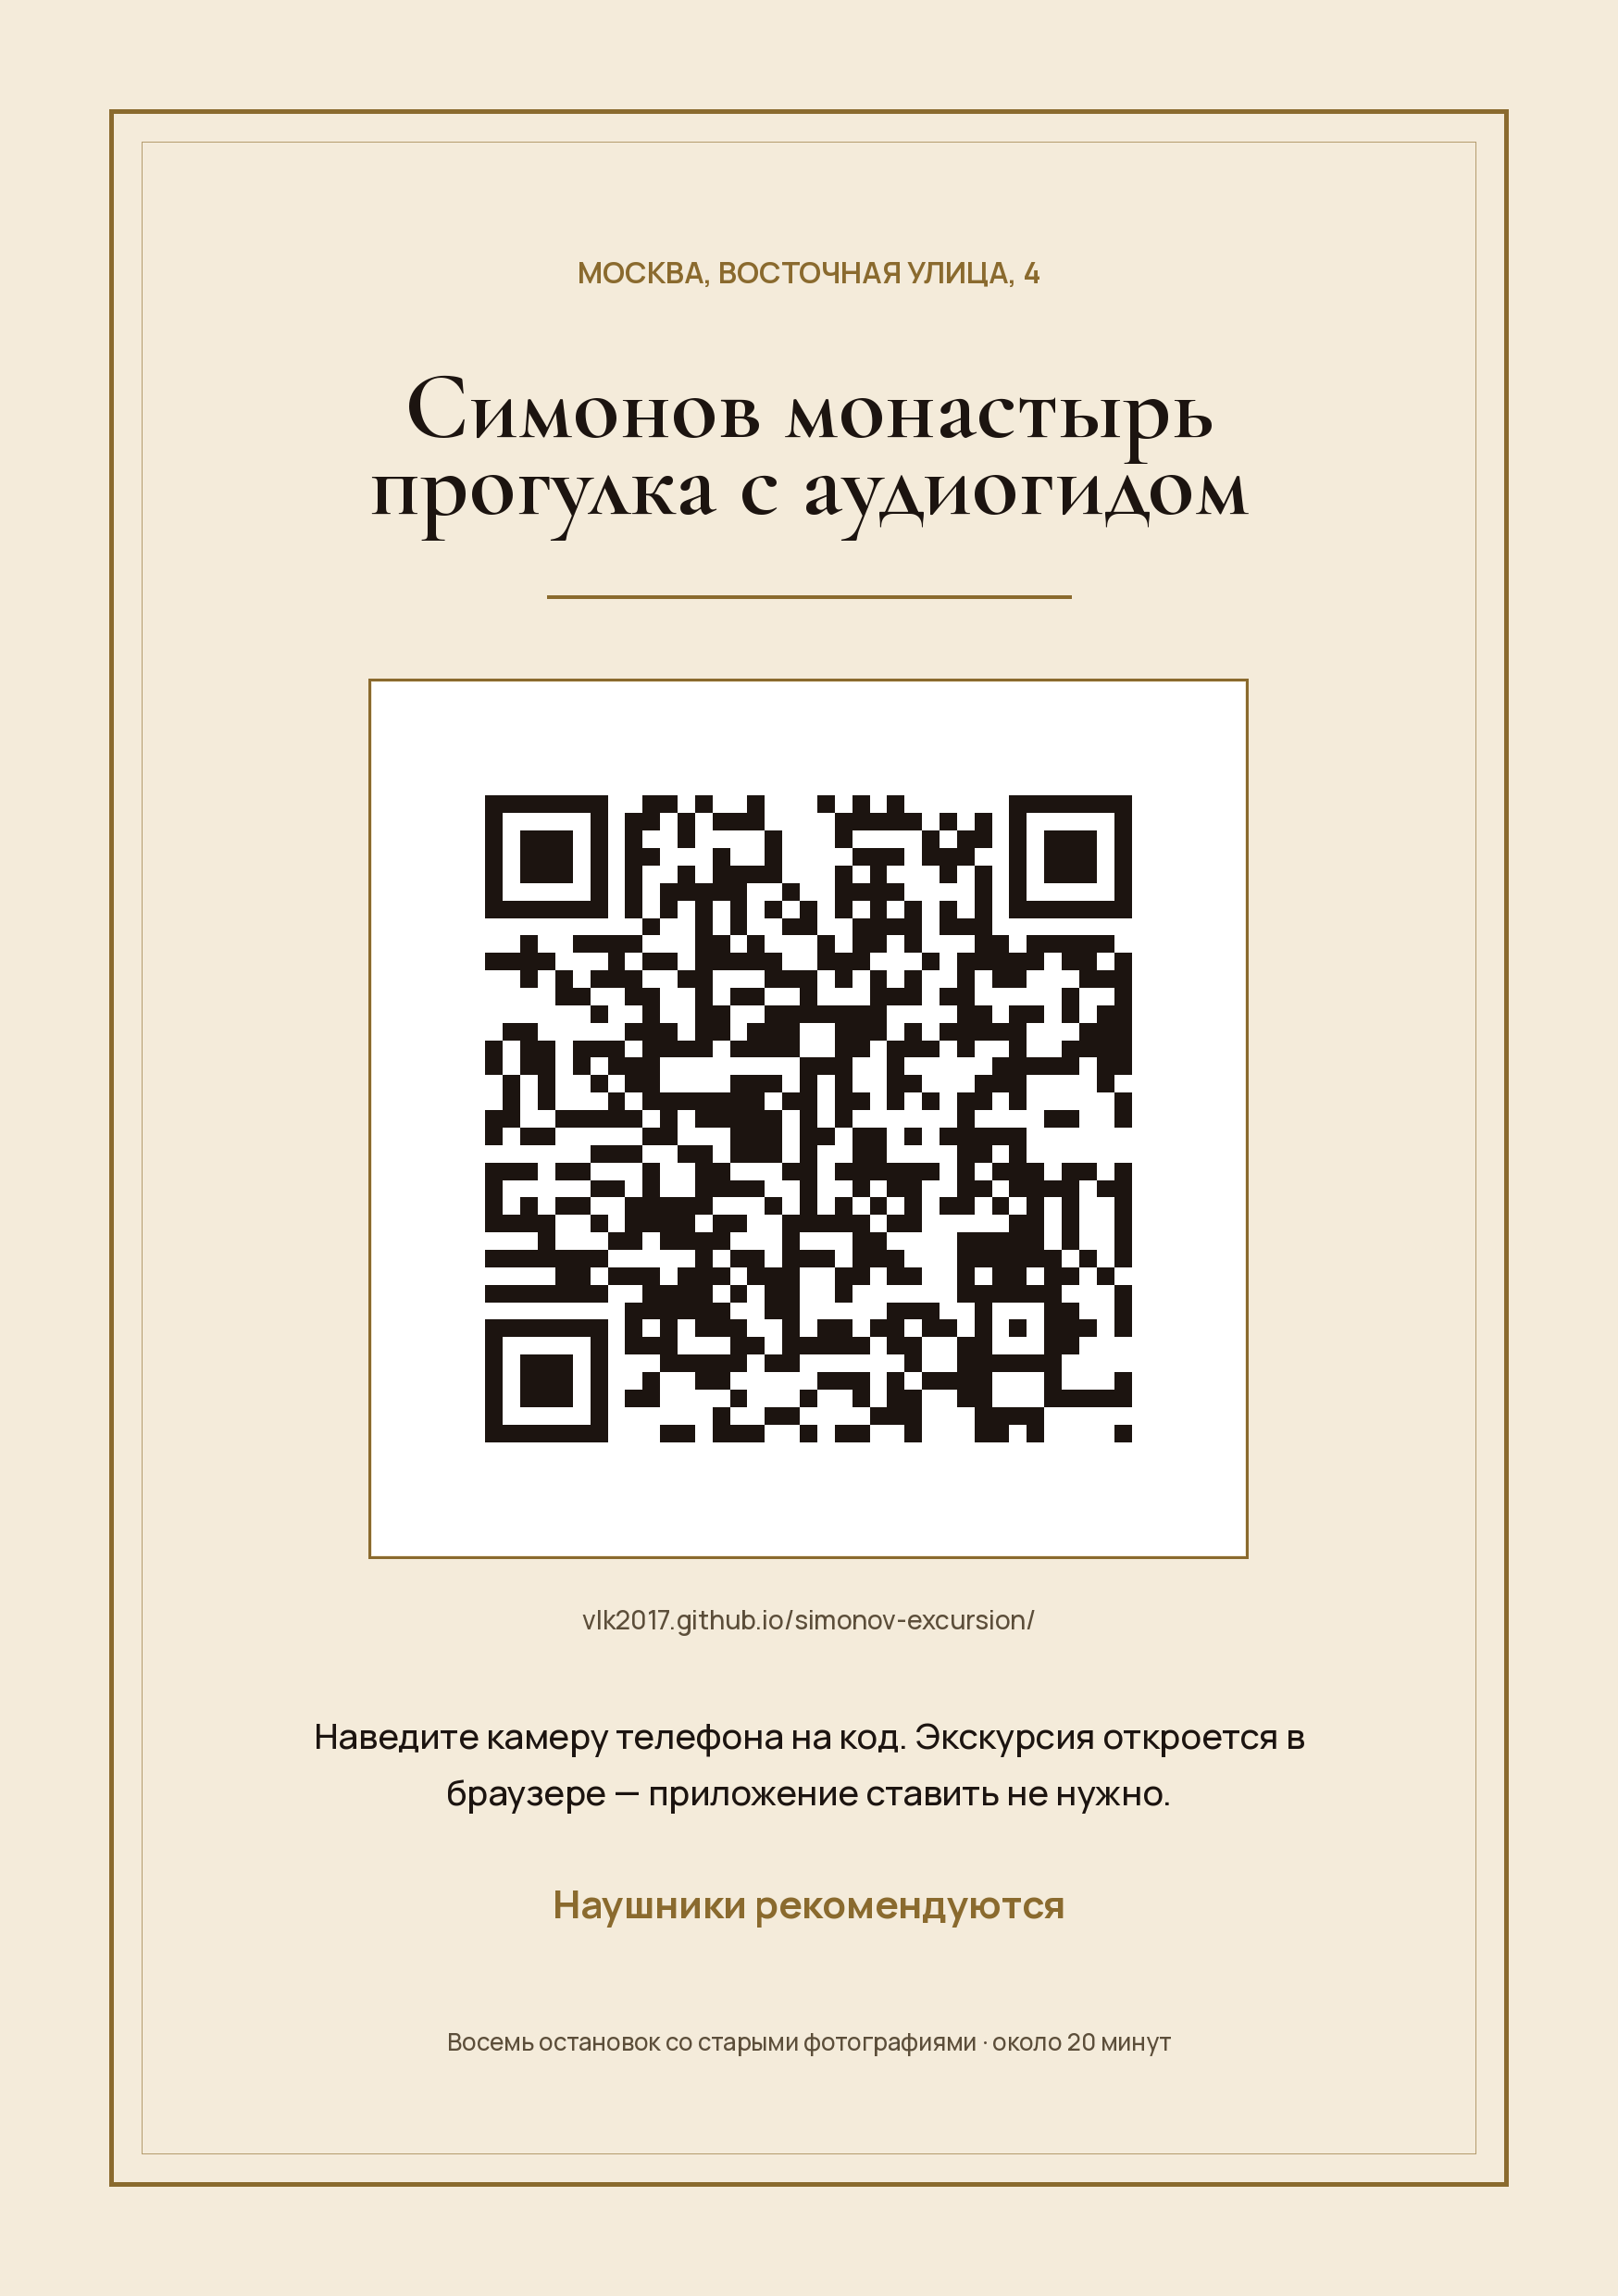 МОСКВА, ВОСТОЧНАЯ УЛИЦА, 4
Симонов монастырь
прогулка с аудиогидом
vlk2017.github.io/simonov-excursion/
Наведите камеру телефона на код. Экскурсия откроется в
браузере — приложение ставить не нужно.
Наушники рекомендуются
Восемь остановок со старыми фотографиями · около 20 минут